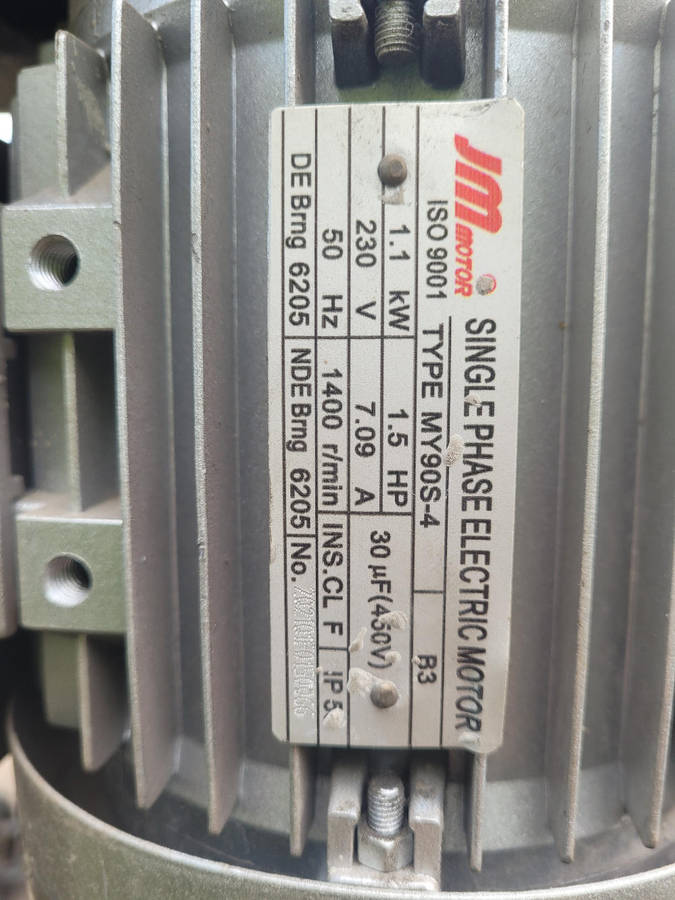 JM MOTOR SINGLE PHASE ELECTRIC MOTOR
ISO 9001 TYPE MY90S-4 B3
1.1 kW 1.5 HP 30 µF(450V)
230 V 7.09 A
50 Hz 1400 r/min INS.CL F IP 5
DE Brng 6205 NDE Brng 6205 No.